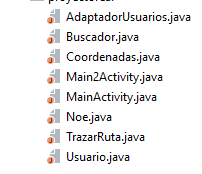 AdaptadorUsuarios.java
Buscador.java
Coordenadas.java
Main2Activity.java
MainActivity.java
Noe.java
TrazarRuta.java
Usuario.java